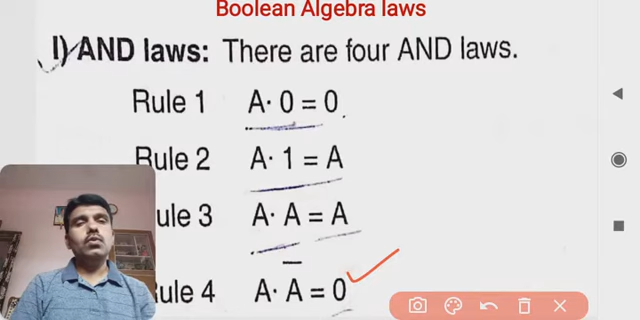 Boolean Algebra laws
I) AND laws: There are four AND laws.
Rule 1 A· 0 = 0
Rule 2 A· 1 = A
ule 3 A· A = A
ule 4 A· A̅ = 0